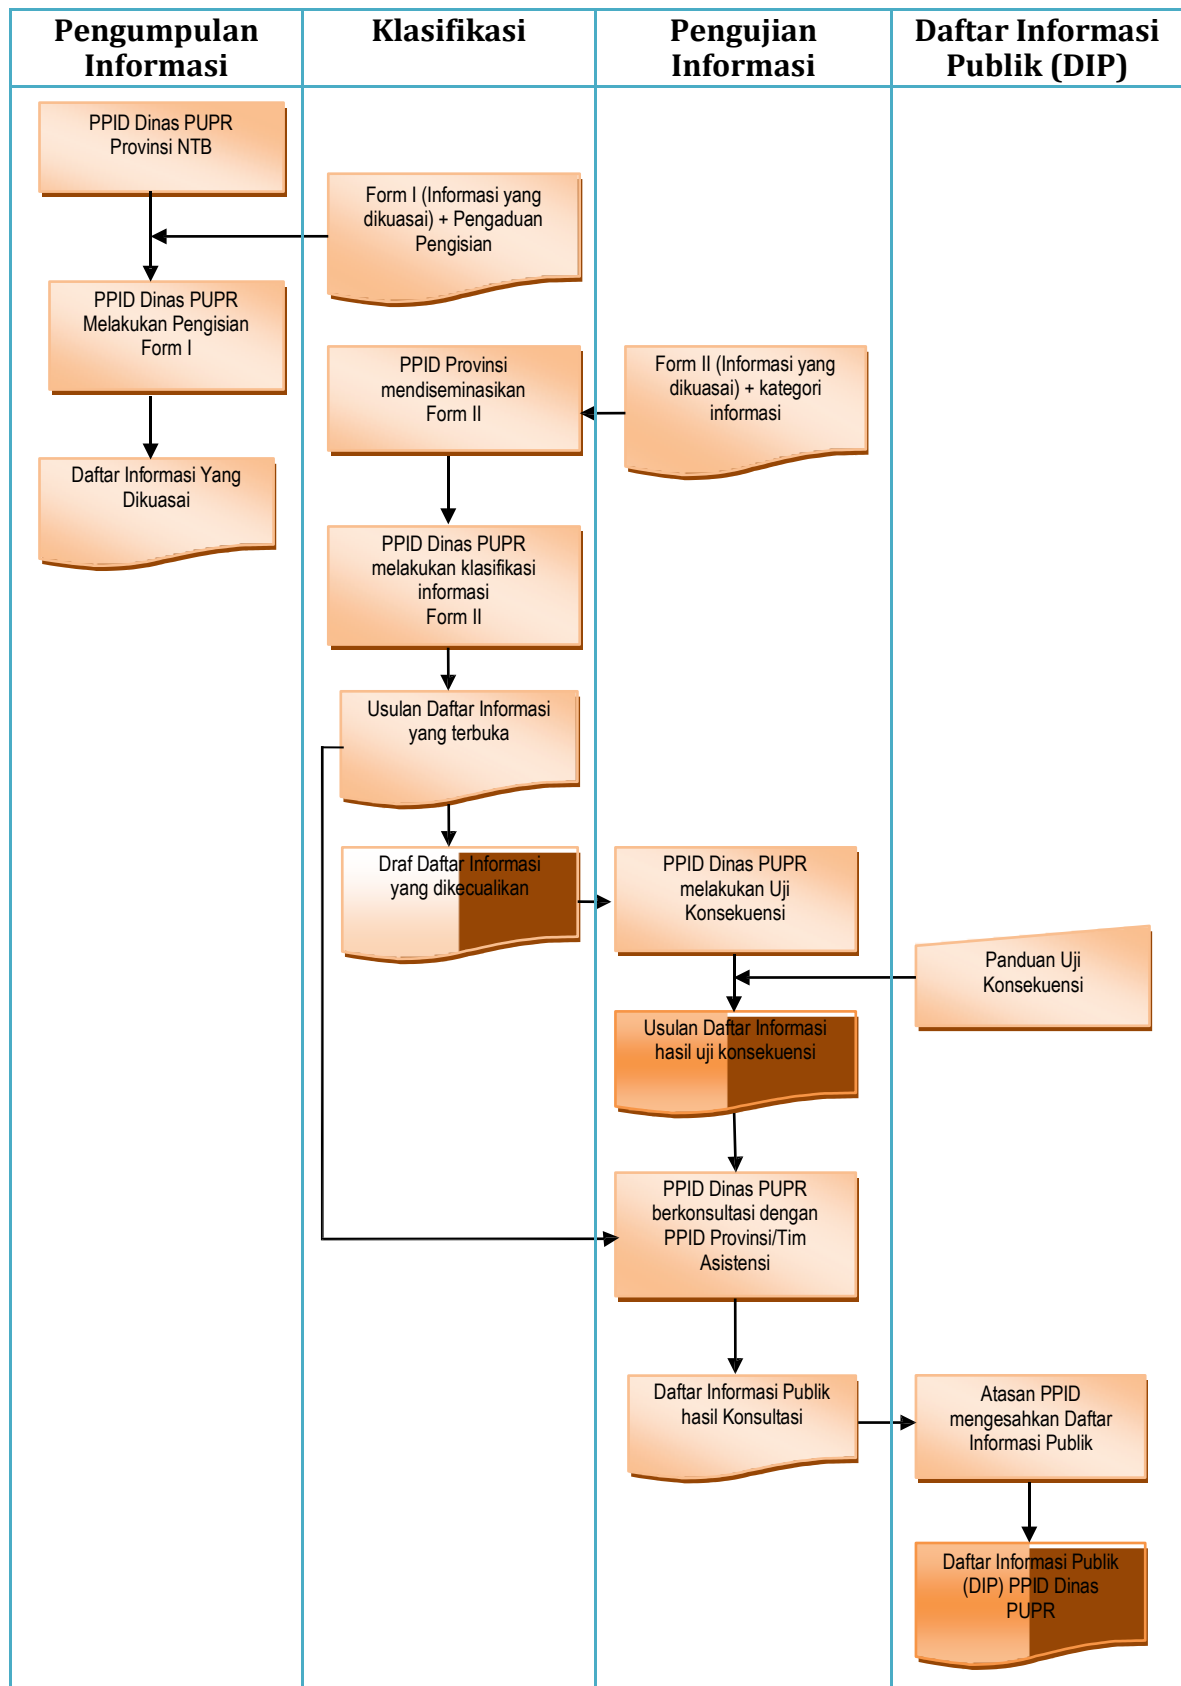 Pengumpulan
Informasi
Klasifikasi
Pengujian
Informasi
Daftar Informasi
Publik (DIP)
PPID Dinas PUPR
Provinsi NTB
Form I (Informasi yang
dikuasai) + Pengaduan
Pengisian
PPID Dinas PUPR
Melakukan Pengisian
Form I
PPID Provinsi
mendiseminasikan
Form II
Form II (Informasi yang
dikuasai) + kategori
informasi
Daftar Informasi Yang
Dikuasai
PPID Dinas PUPR
melakukan klasifikasi
informasi
Form II
Usulan Daftar Informasi
yang terbuka
Draf Daftar Informasi
yang dikecualikan
PPID Dinas PUPR
melakukan Uji
Konsekuensi
Panduan Uji
Konsekuensi
Usulan Daftar Informasi
hasil uji konsekuensi
PPID Dinas PUPR
berkonsultasi dengan
PPID Provinsi/Tim
Asistensi
Daftar Informasi Publik
hasil Konsultasi
Atasan PPID
mengesahkan Daftar
Informasi Publik
Daftar Informasi Publik
(DIP) PPID Dinas
PUPR